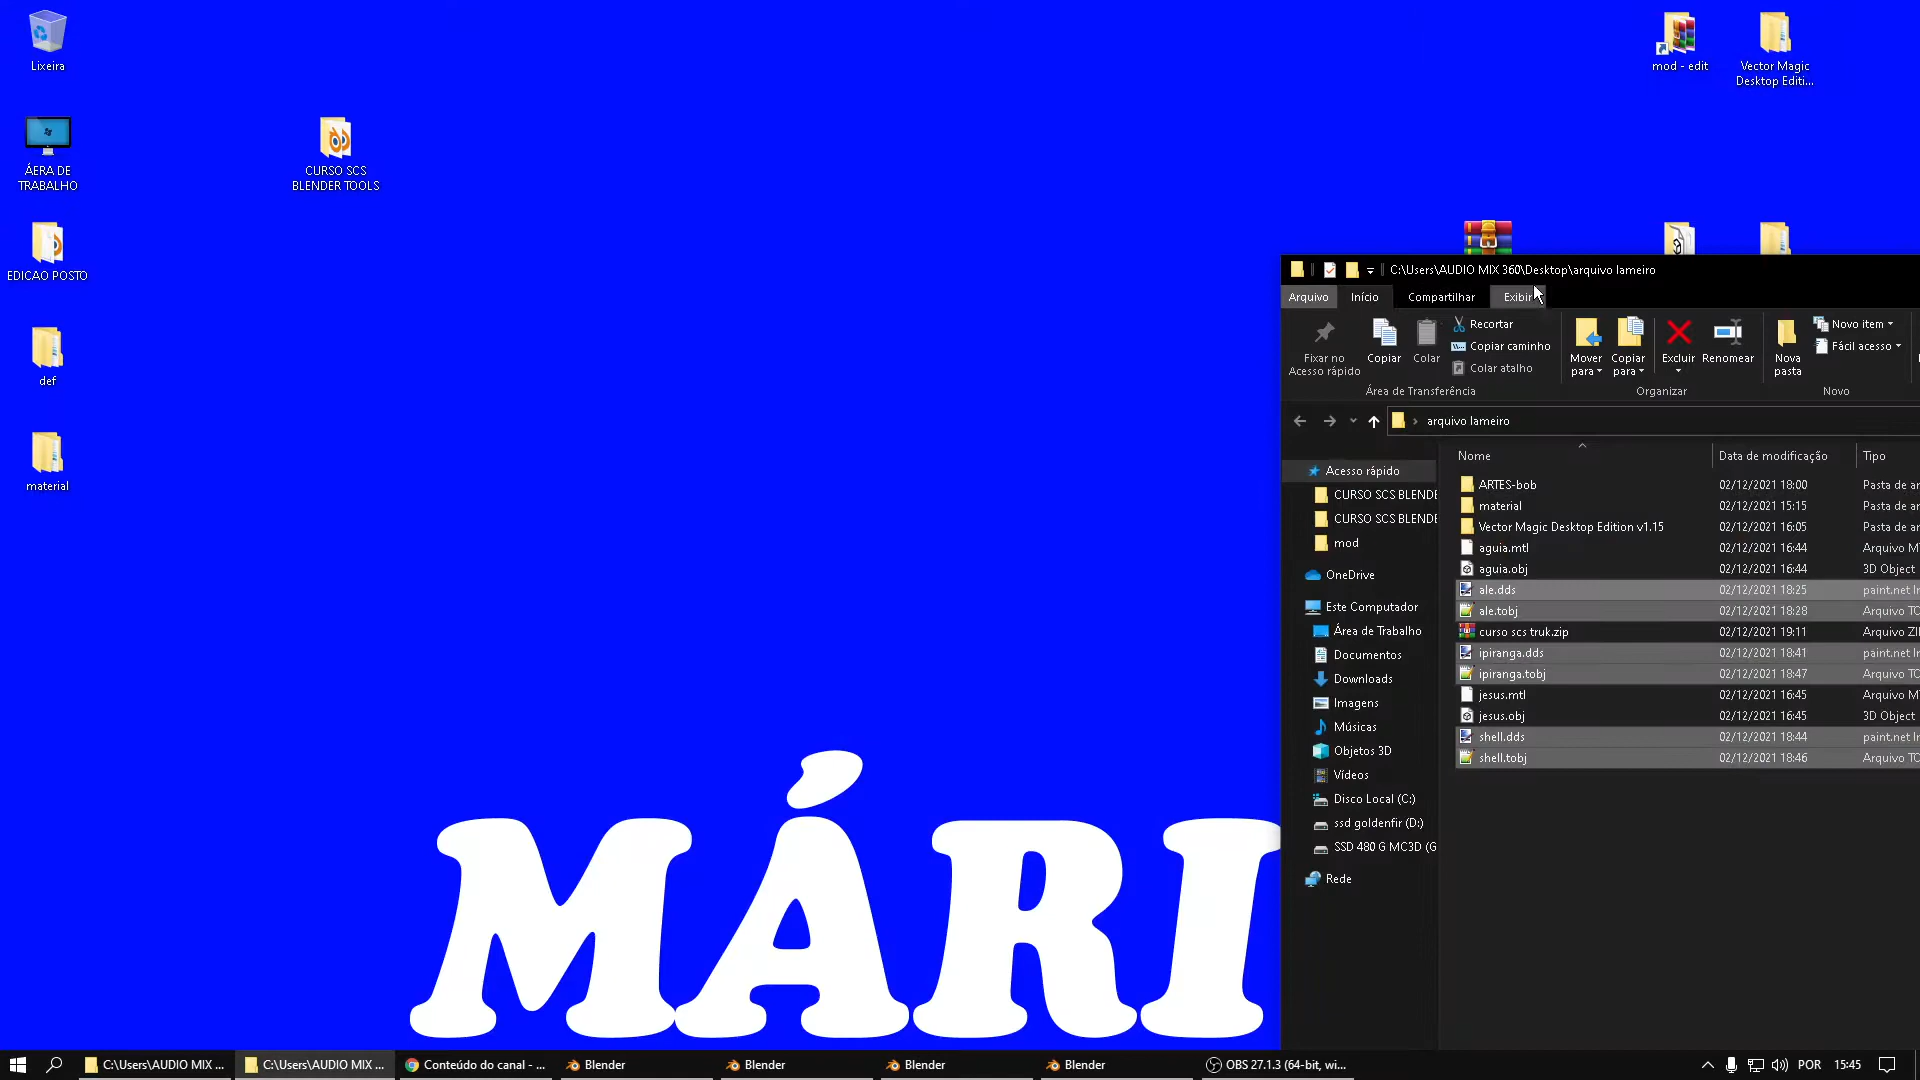 Lixeira
ÁERA DE
TRABALHO
EDICAO POSTO
def
material
CURSO SCS
BLENDER TOOLS
mod - edit
Vector Magic
Desktop Editi...
C:\Users\AUDIO MIX 360\Desktop\arquivo lameiro
Arquivo
Início
Compartilhar
Exibir
Fixar no
Acesso rápido
Copiar
Colar
Recortar
Copiar caminho
Colar atalho
Área de Transferência
Mover
para
Copiar
para
Excluir
Renomear
Organizar
Nova
pasta
Novo item
Fácil acesso
Novo
arquivo lameiro
Nome
Data de modificação
Tipo
Acesso rápido
CURSO SCS BLENDE
CURSO SCS BLENDE
mod
OneDrive
Este Computador
Área de Trabalho
Documentos
Downloads
Imagens
Músicas
Objetos 3D
Vídeos
Disco Local (C:)
ssd goldenfir (D:)
SSD 480 G MC3D (G
Rede
ARTES-bob 02/12/2021 18:00 Pasta de ar
material 02/12/2021 15:15 Pasta de ar
Vector Magic Desktop Edition v1.15 02/12/2021 16:05 Pasta de ar
aguia.mtl 02/12/2021 16:44 Arquivo M
aguia.obj 02/12/2021 16:44 3D Object
ale.dds 02/12/2021 18:25 paint.net Ir
ale.tobj 02/12/2021 18:28 Arquivo TO
curso scs truk.zip 02/12/2021 19:11 Arquivo ZI
ipiranga.dds 02/12/2021 18:41 paint.net Ir
ipiranga.tobj 02/12/2021 18:47 Arquivo TO
jesus.mtl 02/12/2021 16:45 Arquivo M
jesus.obj 02/12/2021 16:45 3D Object
shell.dds 02/12/2021 18:44 paint.net Ir
shell.tobj 02/12/2021 18:46 Arquivo TO
MÁRI
C:\Users\AUDIO MIX ...
C:\Users\AUDIO MIX ...
Conteúdo do canal - ...
Blender
Blender
Blender
Blender
OBS 27.1.3 (64-bit, wi...
POR
15:45